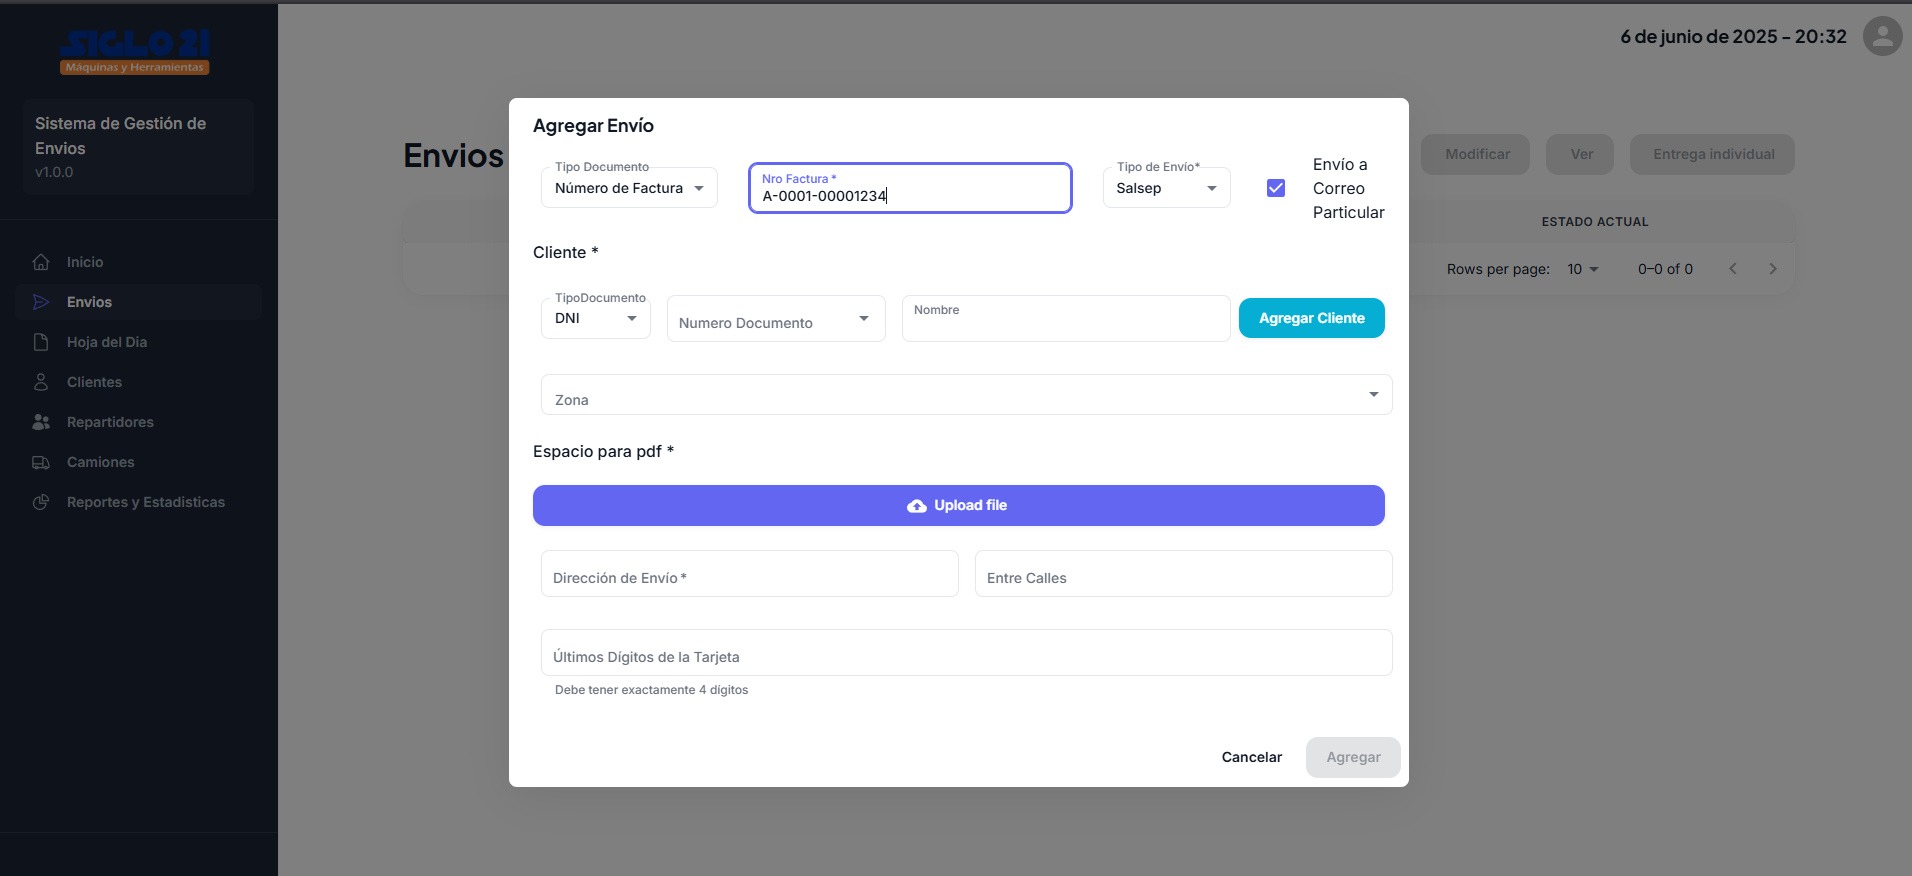 SIGLO 21
Máquinas y Herramientas
6 de junio de 2025 - 20:32
Sistema de Gestión de
Envios
v1.0.0
Inicio
Envios
Hoja del Dia
Clientes
Repartidores
Camiones
Reportes y Estadisticas
Envios
Modificar
Ver
Entrega individual
ESTADO ACTUAL
Rows per page:
10
0–0 of 0
Agregar Envío
Tipo Documento
Número de Factura
Nro Factura *
A-0001-00001234
Tipo de Envío*
Salsep
Envío a
Correo
Particular
Cliente *
TipoDocumento
DNI
Numero Documento
Nombre
Agregar Cliente
Zona
Espacio para pdf *
Upload file
Dirección de Envío *
Entre Calles
Últimos Dígitos de la Tarjeta
Debe tener exactamente 4 dígitos
Cancelar
Agregar